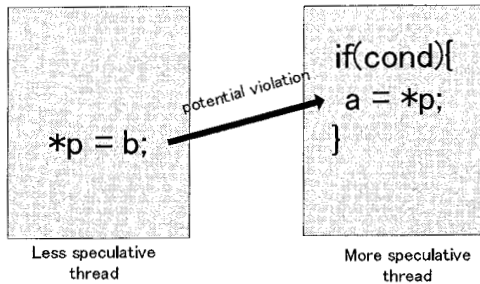 *p = b;
Less speculative
thread
potential violation
if(cond){
a = *p;
}
More speculative
thread